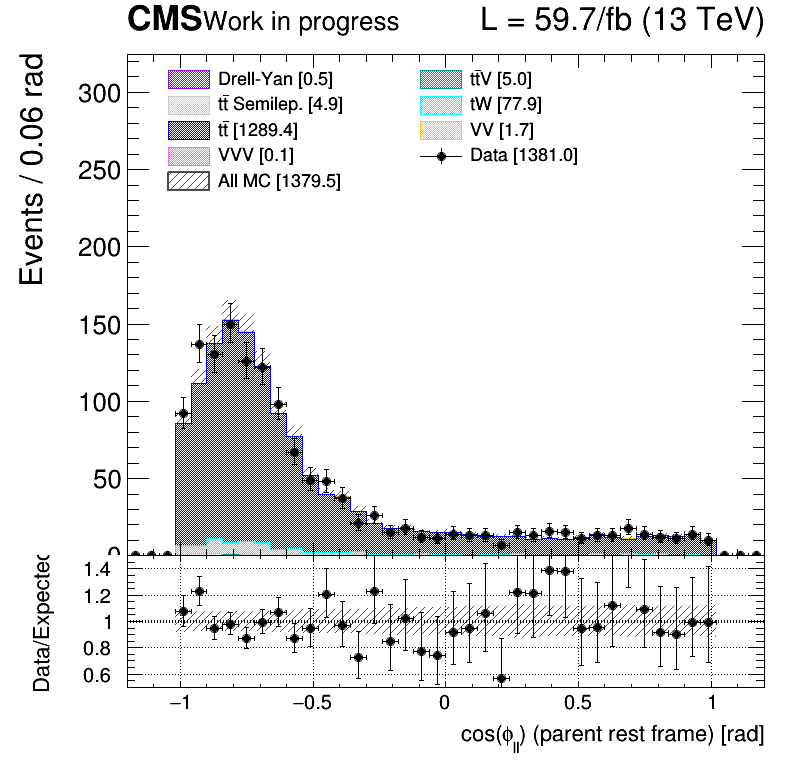 CMS Work in progress L = 59.7/fb (13 TeV)
Events / 0.06 rad
Drell-Yan [0.5]
tt̄ Semilep. [4.9]
tt̄ [1289.4]
VVV [0.1]
All MC [1379.5]
tt̄V [5.0]
tW [77.9]
VV [1.7]
Data [1381.0]
300
250
200
150
100
50
0
Data/Expected
1.4
1.2
1
0.8
0.6
−1 −0.5 0 0.5 1
cos(ϕ_ll) (parent rest frame) [rad]